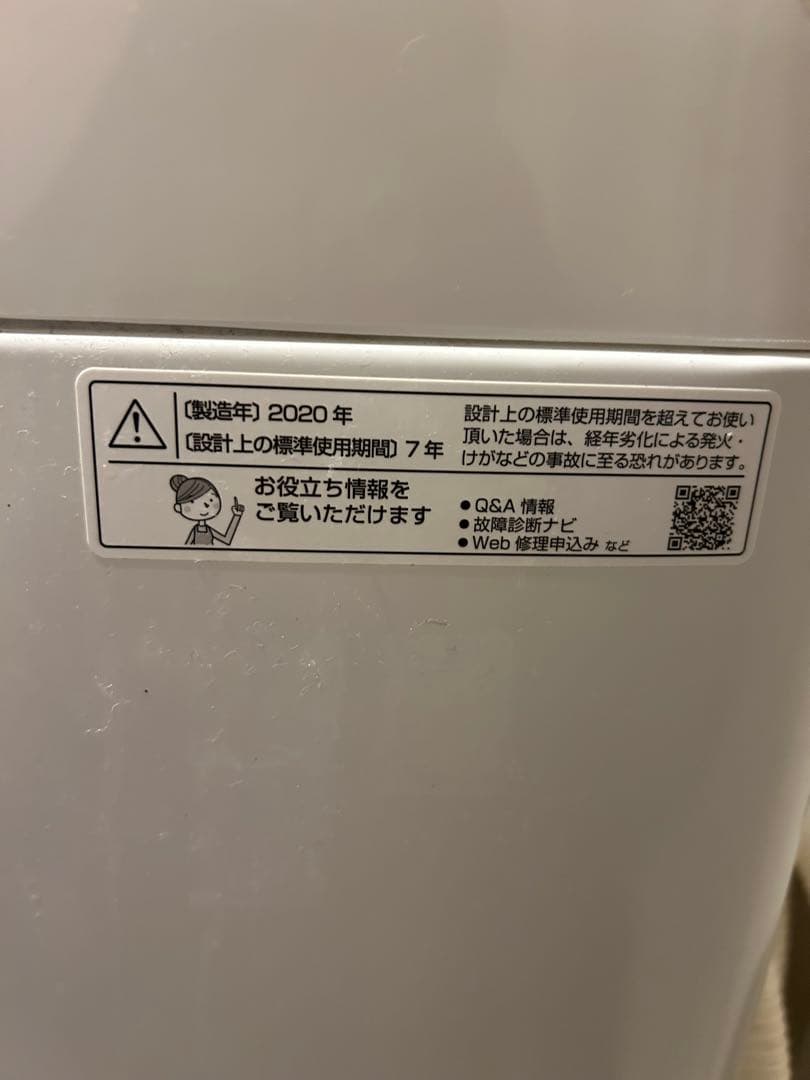 〔製造年〕2020年
〔設計上の標準使用期間〕7年
設計上の標準使用期間を超えてお使い
頂いた場合は、経年劣化による発火・
けがなどの事故に至る恐れがあります。
お役立ち情報を
ご覧いただけます
●Q&A 情報
●故障診断ナビ
●Web 修理申込み など